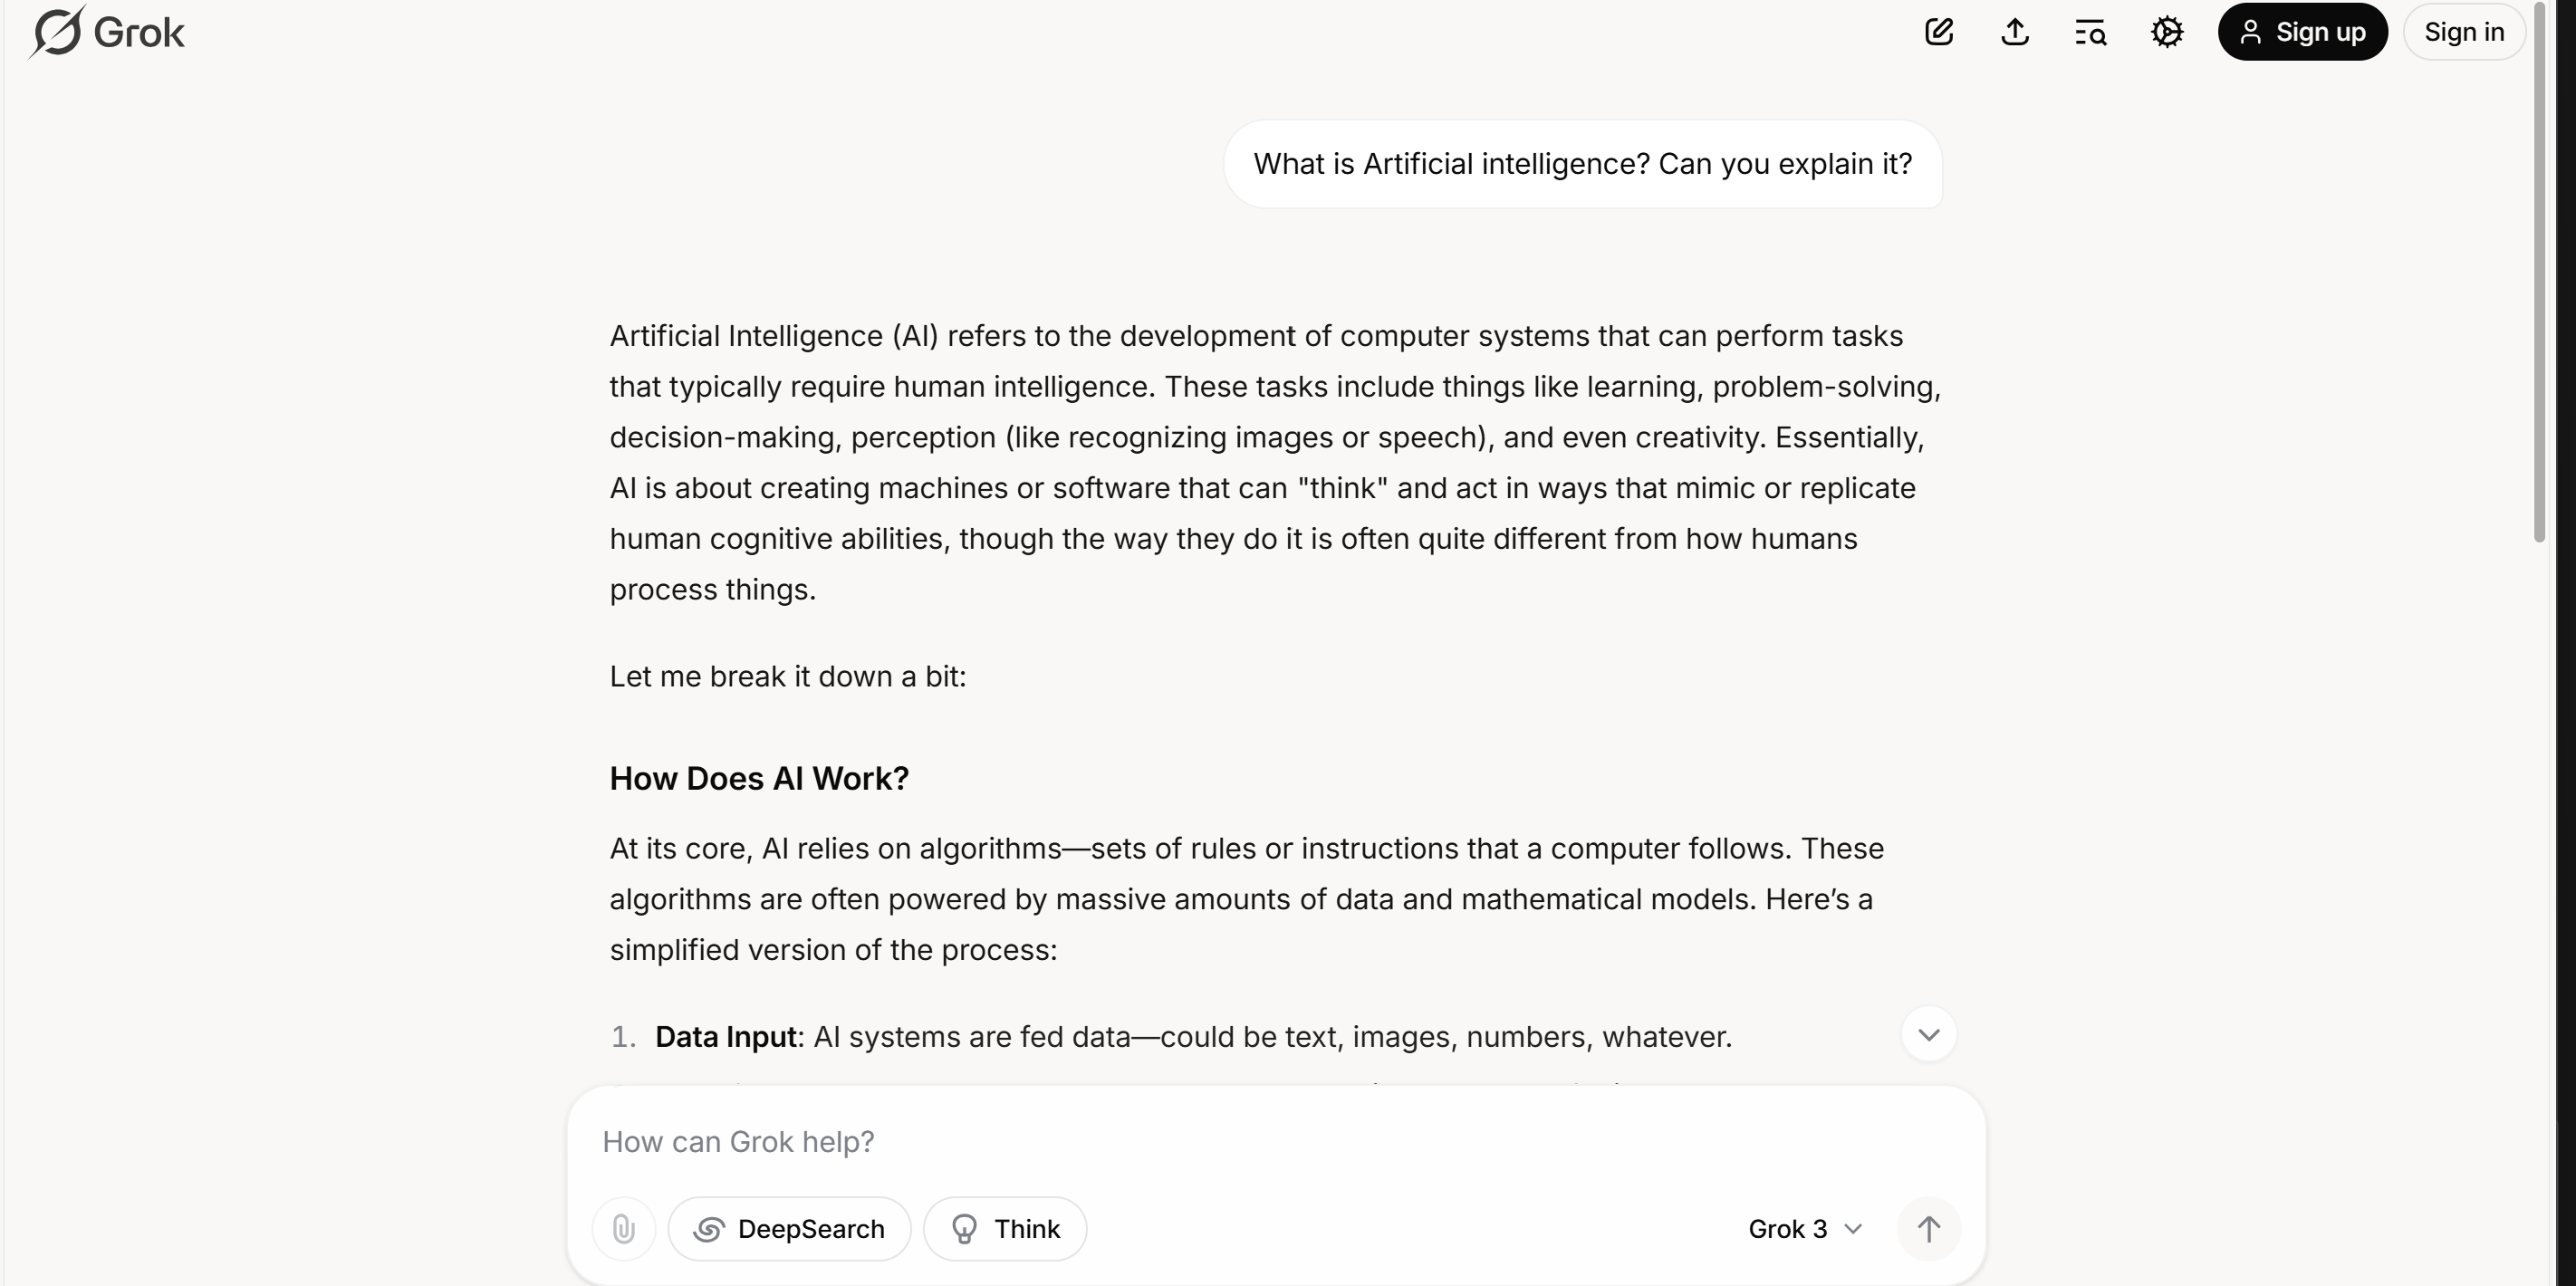 Grok
Sign up
Sign in
What is Artificial intelligence? Can you explain it?
Artificial Intelligence (AI) refers to the development of computer systems that can perform tasks
that typically require human intelligence. These tasks include things like learning, problem-solving,
decision-making, perception (like recognizing images or speech), and even creativity. Essentially,
AI is about creating machines or software that can "think" and act in ways that mimic or replicate
human cognitive abilities, though the way they do it is often quite different from how humans
process things.
Let me break it down a bit:
How Does AI Work?
At its core, AI relies on algorithms—sets of rules or instructions that a computer follows. These
algorithms are often powered by massive amounts of data and mathematical models. Here’s a
simplified version of the process:
1. Data Input: AI systems are fed data—could be text, images, numbers, whatever.
How can Grok help?
DeepSearch
Think
Grok 3